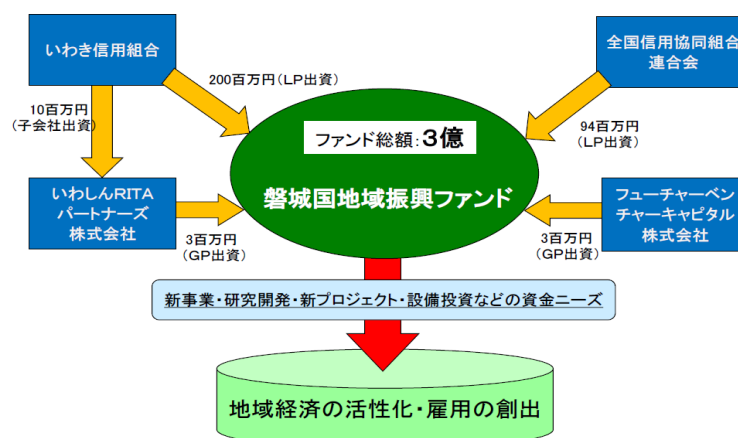 いわき信用組合
全国信用協同組合
連合会
200百万円(LP出資)
10百万円
(子会社出資)
94百万円
(LP出資)
ファンド総額:3億
磐城国地域振興ファンド
いわしんRITA
パートナーズ
株式会社
フューチャーベン
チャーキャピタル
株式会社
3百万円
(GP出資)
3百万円
(GP出資)
新事業・研究開発・新プロジェクト・設備投資などの資金ニーズ
地域経済の活性化・雇用の創出